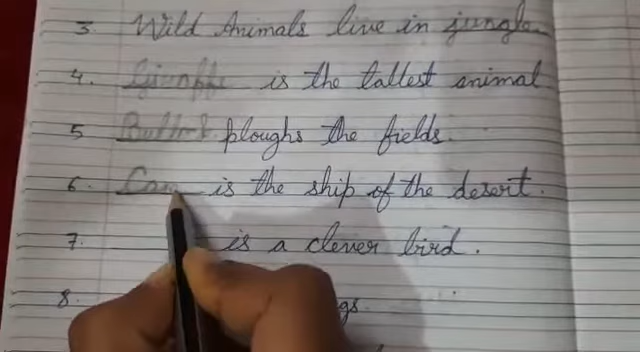 3. Wild Animals live in jungle.
4. Giraffe is the tallest animal
5 Bullock ploughs the fields.
6. Cam is the ship of the desert.
7. is a clever bird.
8. gs